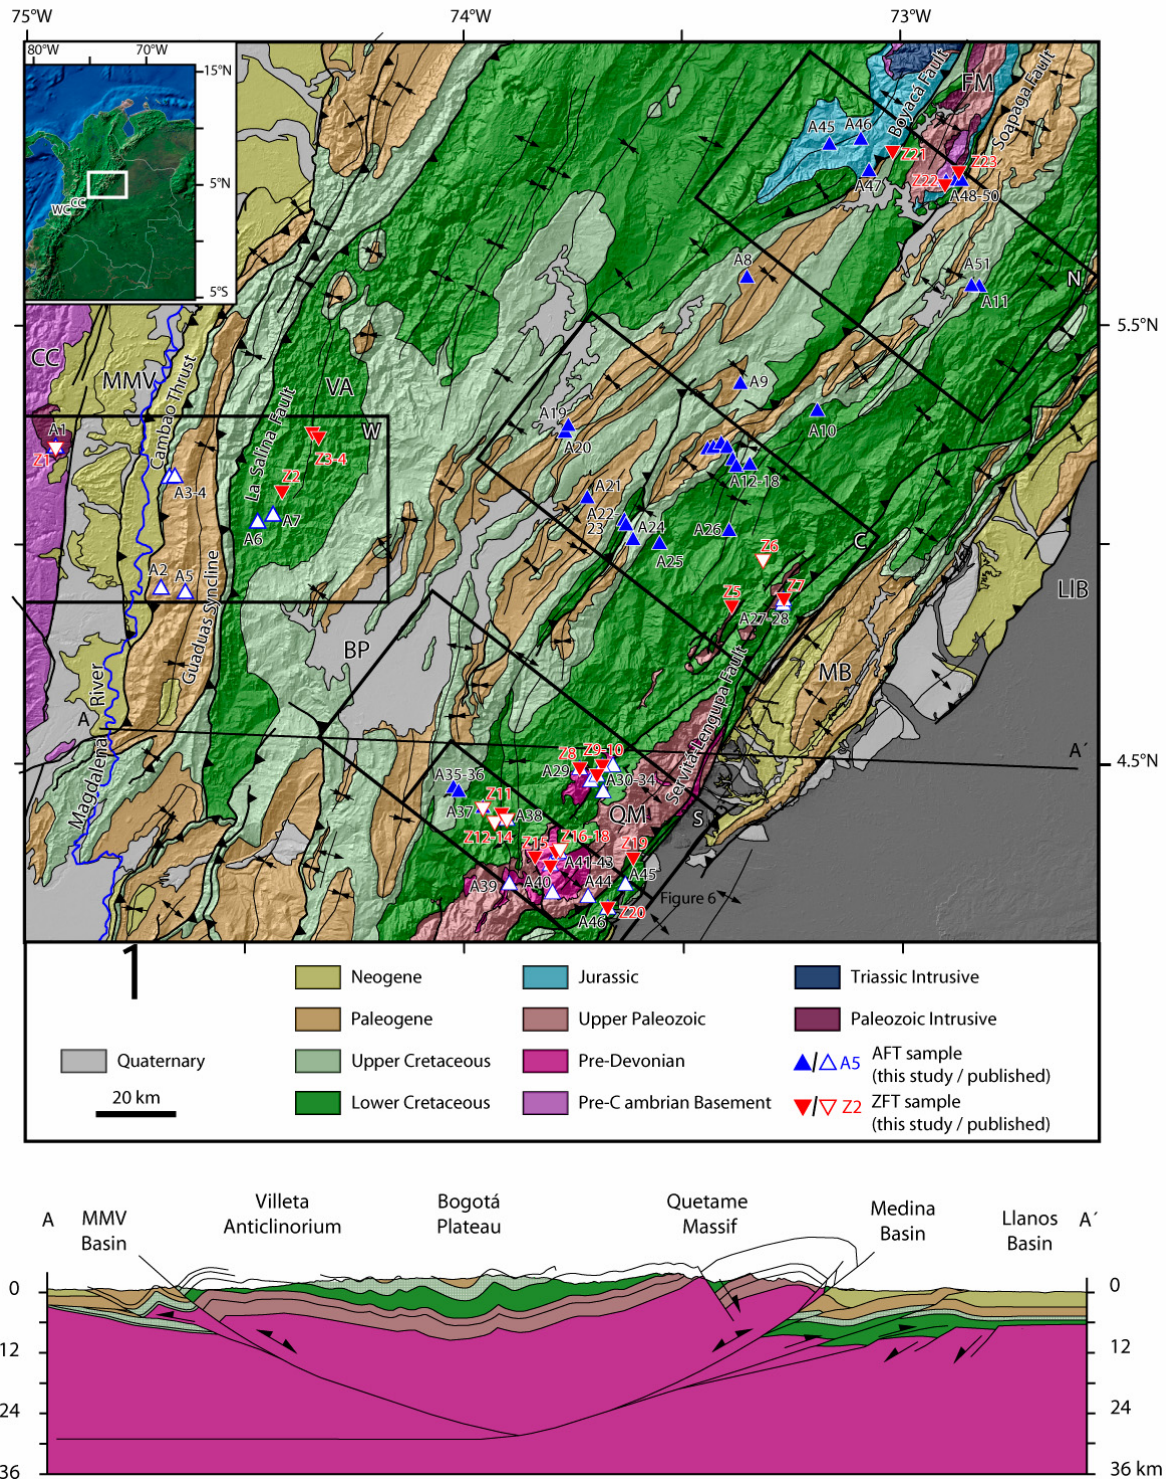 75°W
74°W
73°W
80°W
70°W
15°N
5°N
5°S
WC
CC
5.5°N
4.5°N
CC
MMV
Cambao Thrust
La Salina Fault
VA
W
A1
Z1
Z3-4
Z2
A3-4
A7
A6
A2
A5
Guaduas Syncline
BP
A
River
Magdalena
A45
A46
A47
Boyacá Fault
FM
Soapaga Fault
Z21
Z23
Z22
A48-50
A51
A11
N
A8
A9
A10
A19
A20
A12-18
A21
A22-
23
A24
A25
A26
C
Z6
Z5
Z7
A27-28
LIB
MB
Servitá-Lengupa Fault
A´
Z8
Z9-10
A29
A30-34
A35-36
A37
Z11
A38
Z12-14
QM
S
Z15
Z16-18
Z19
A41-43
A45
A39
A40
A44
A46
Z20
Figure 6
1
Neogene
Jurassic
Triassic Intrusive
Paleogene
Upper Paleozoic
Paleozoic Intrusive
Quaternary
Upper Cretaceous
Pre-Devonian
A5
AFT sample
(this study / published)
20 km
Lower Cretaceous
Pre-C ambrian Basement
Z2
ZFT sample
(this study / published)
A
MMV
Basin
Villeta
Anticlinorium
Bogotá
Plateau
Quetame
Massif
Medina
Basin
Llanos
Basin
A´
0
0
12
12
24
24
36
36 km